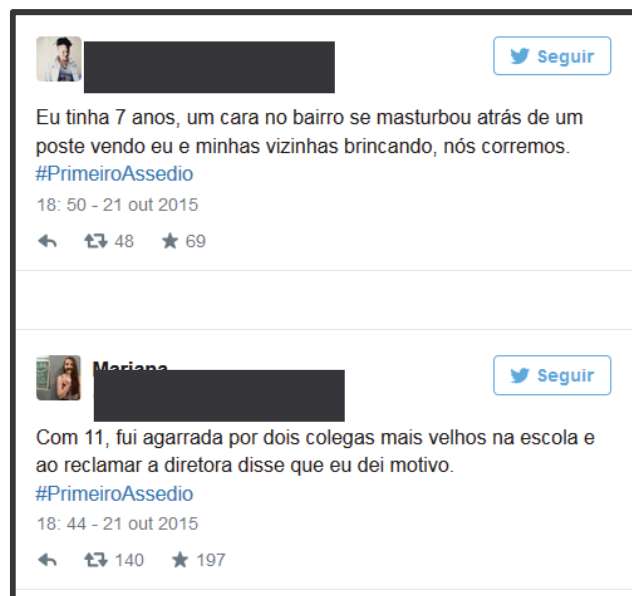 Seguir
Eu tinha 7 anos, um cara no bairro se masturbou atrás de um
poste vendo eu e minhas vizinhas brincando, nós corremos.
#PrimeiroAssedio
18: 50 - 21 out 2015
48 69
Mariana
Seguir
Com 11, fui agarrada por dois colegas mais velhos na escola e
ao reclamar a diretora disse que eu dei motivo.
#PrimeiroAssedio
18: 44 - 21 out 2015
140 197